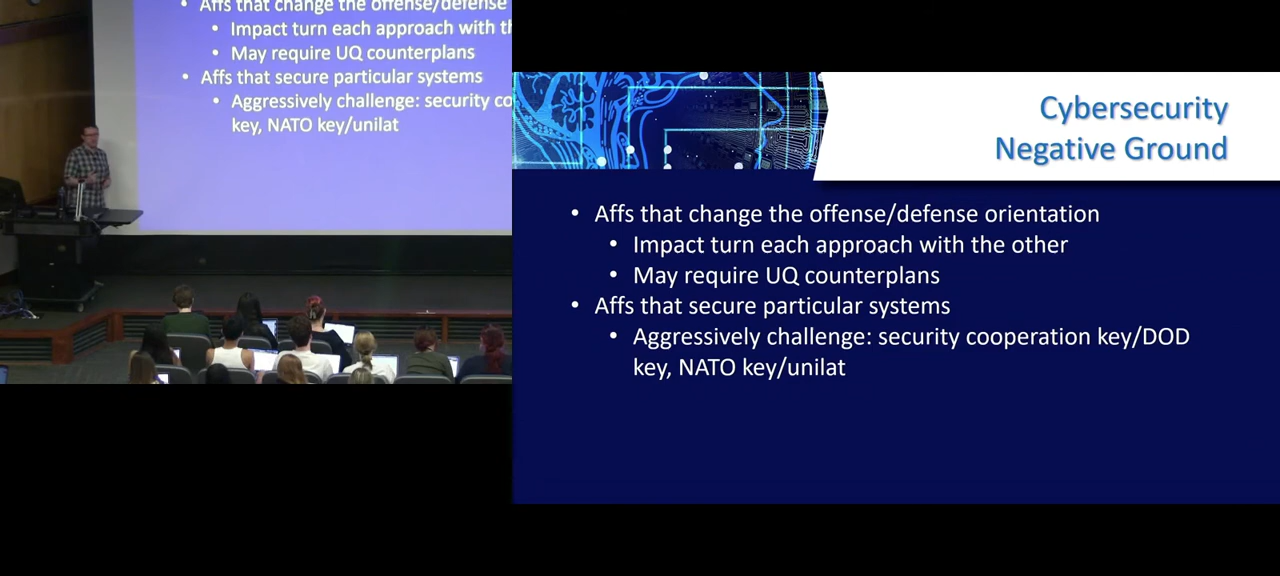 Affs that change the offense/defense
Impact turn each approach with th
May require UQ counterplans
Affs that secure particular systems
Aggressively challenge: security co
key, NATO key/unilat
Cybersecurity
Negative Ground
Affs that change the offense/defense orientation
Impact turn each approach with the other
May require UQ counterplans
Affs that secure particular systems
Aggressively challenge: security cooperation key/DOD
key, NATO key/unilat